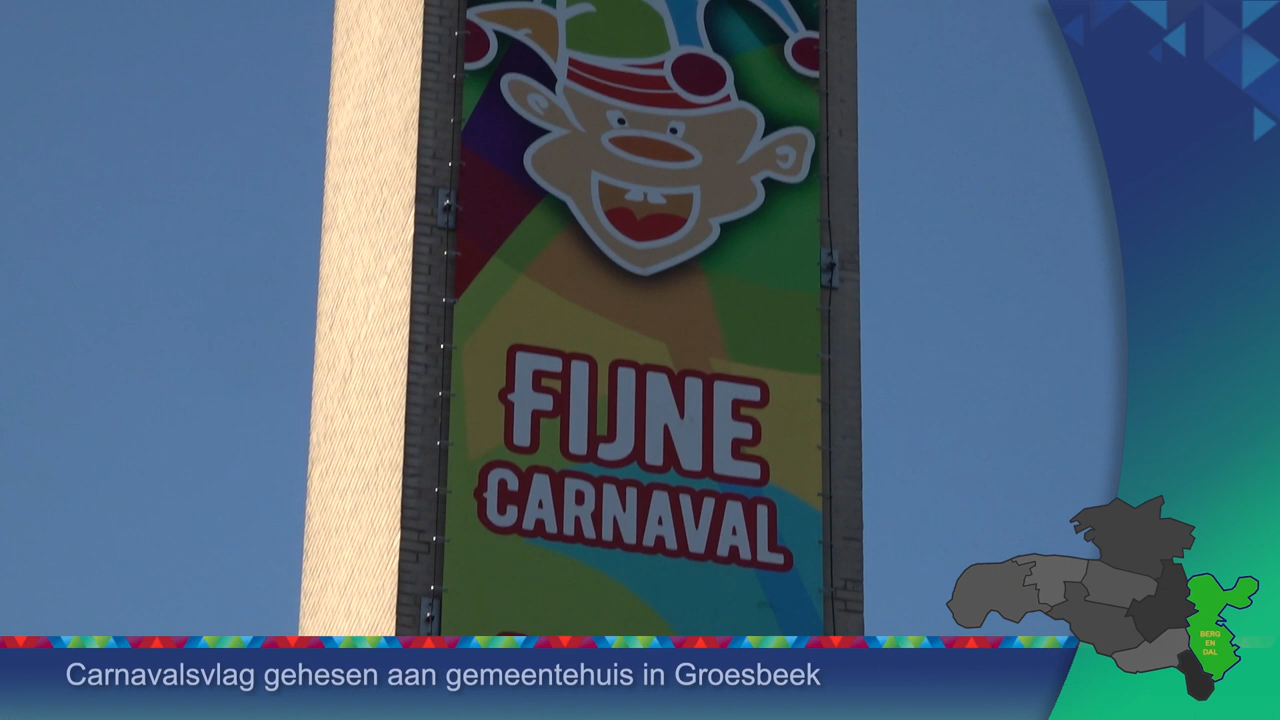 FIJNE
CARNAVAL
BERG
EN
DAL
Carnavalsvlag gehesen aan gemeentehuis in Groesbeek